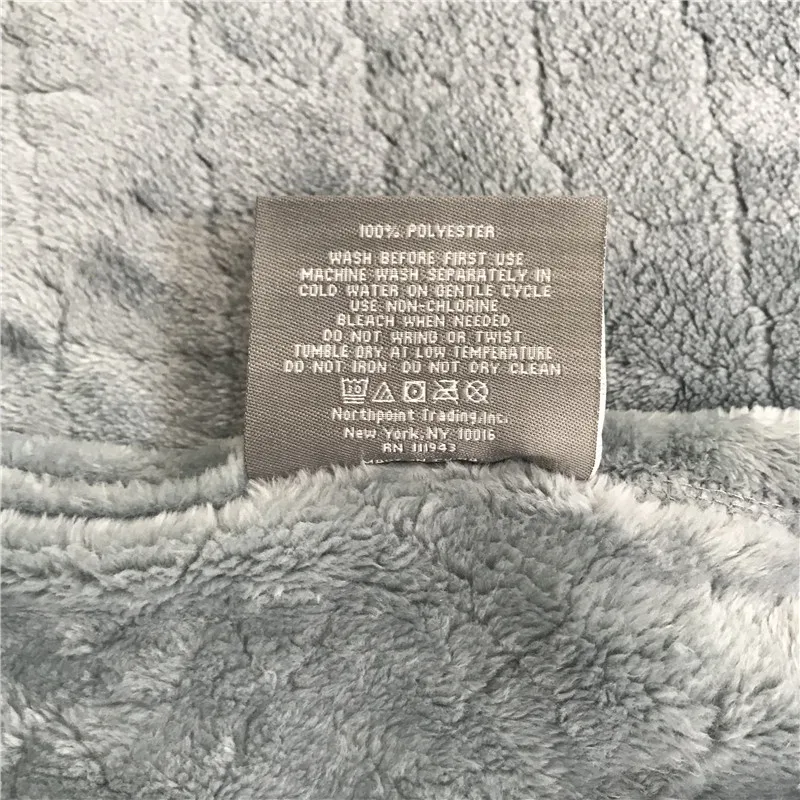 100% POLYESTER
WASH BEFORE FIRST USE
MACHINE WASH SEPARATELY IN
COLD WATER ON GENTLE CYCLE
USE NON-CHLORINE
BLEACH WHEN NEEDED
DO NOT WRING OR TWIST
TUMBLE DRY AT LOW TEMPERATURE
DO NOT IRON DO NOT DRY CLEAN
30
Northpoint Trading,Inc.
New York,NY 10016
RN 111943